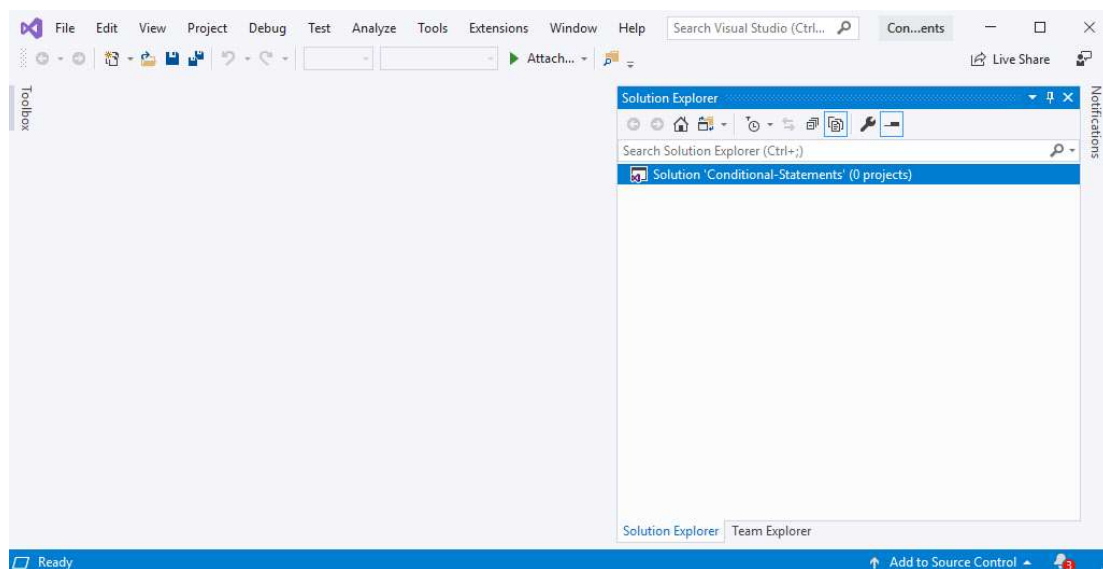 File Edit View Project Debug Test Analyze Tools Extensions Window Help Search Visual Studio (Ctrl... Con...ents
Attach... Live Share
Toolbox
Solution Explorer
Search Solution Explorer (Ctrl+;)
Solution 'Conditional-Statements' (0 projects)
Solution Explorer Team Explorer
Notifications
Ready Add to Source Control 3